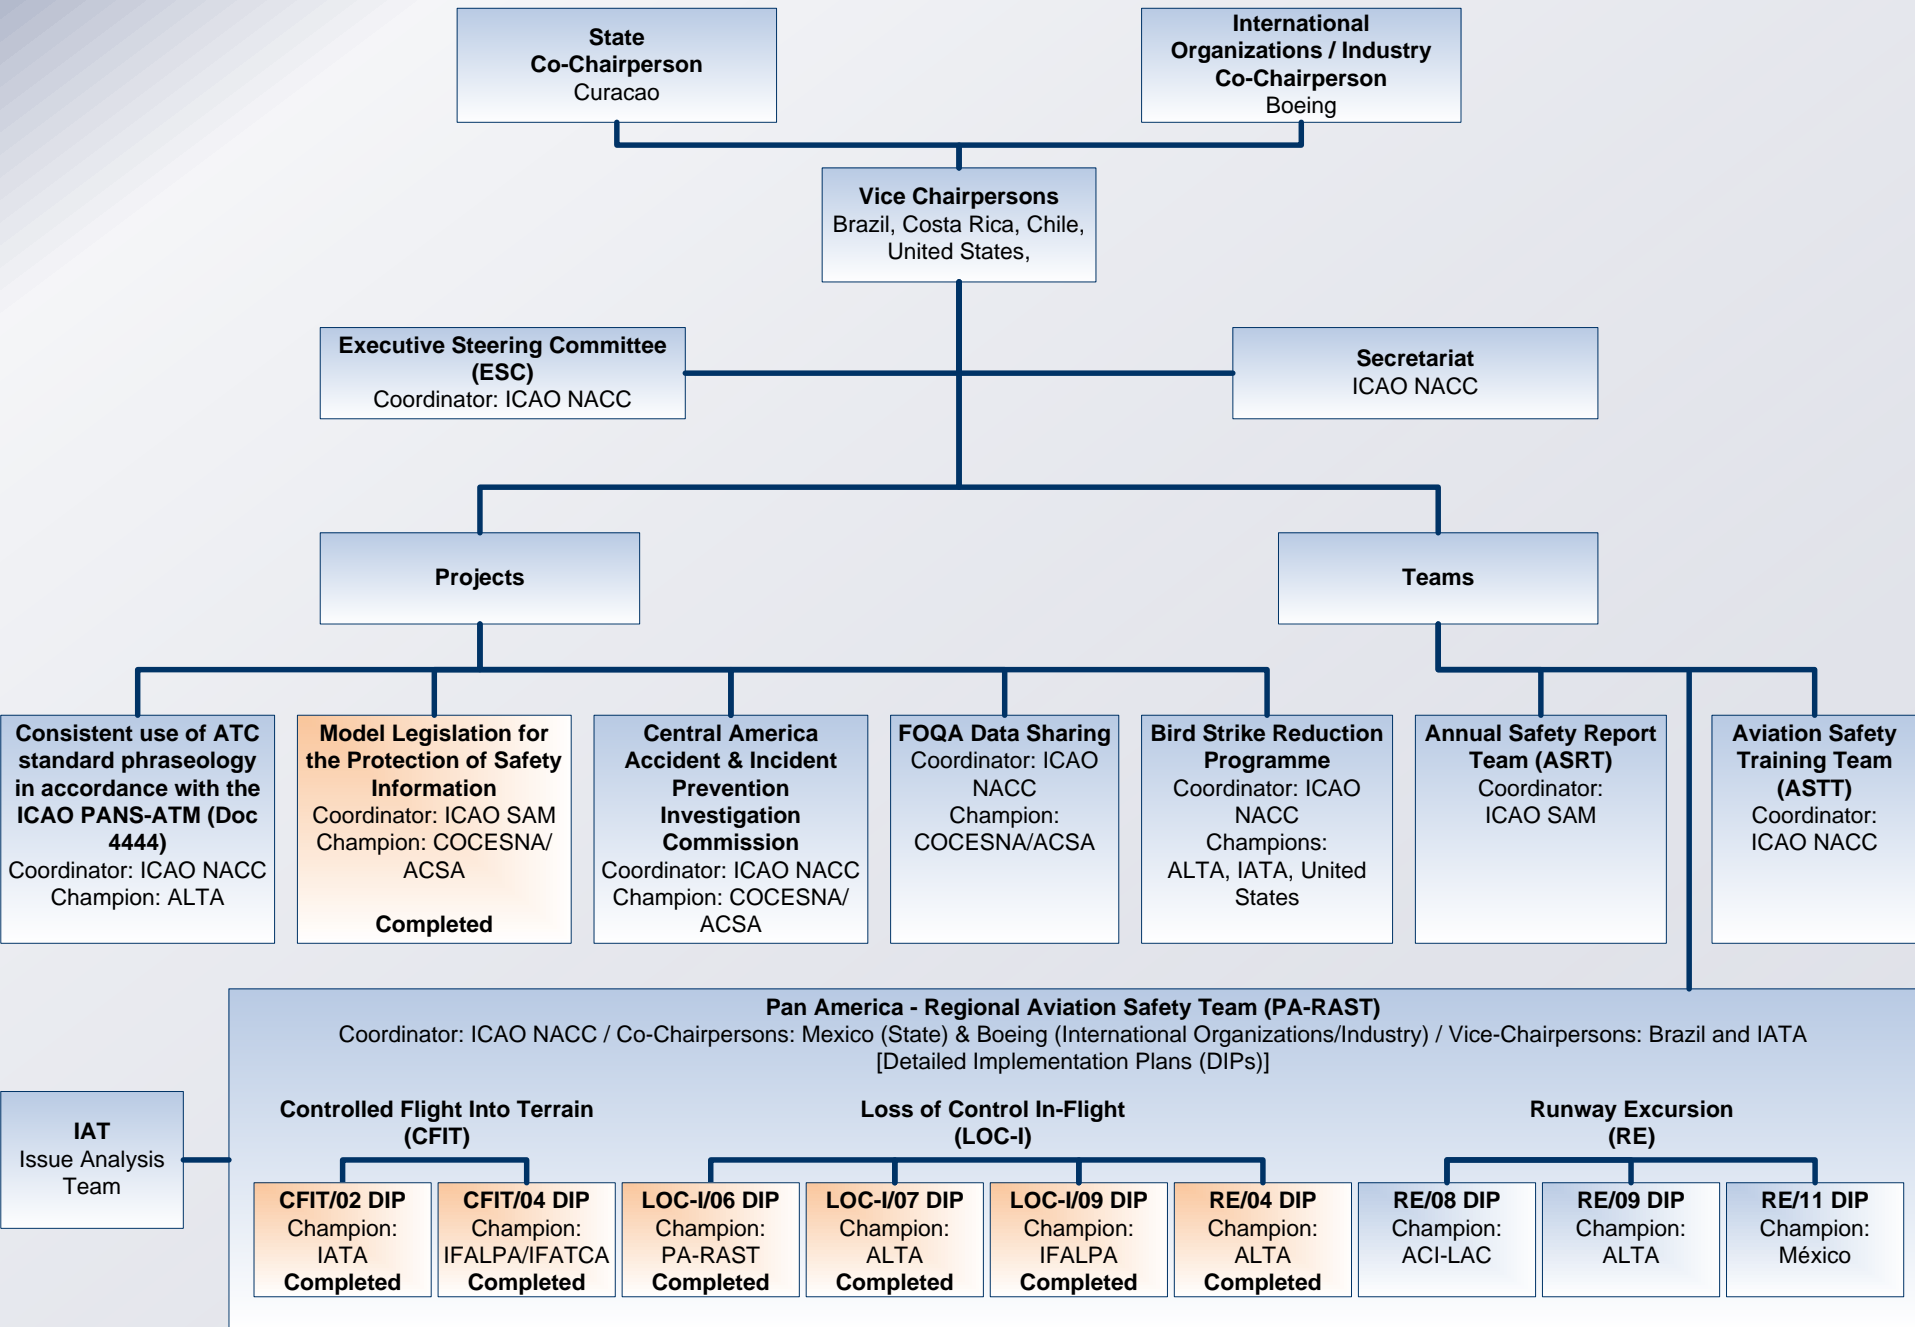 State
Co-Chairperson
Curacao
International
Organizations / Industry
Co-Chairperson
Boeing
Vice Chairpersons
Brazil, Costa Rica, Chile,
United States,
Executive Steering Committee
(ESC)
Coordinator: ICAO NACC
Secretariat
ICAO NACC
Projects
Teams
Consistent use of ATC
standard phraseology
in accordance with the
ICAO PANS-ATM (Doc
4444)
Coordinator: ICAO NACC
Champion: ALTA
Model Legislation for
the Protection of Safety
Information
Coordinator: ICAO SAM
Champion: COCESNA/
ACSA
Completed
Central America
Accident & Incident
Prevention
Investigation
Commission
Coordinator: ICAO NACC
Champion: COCESNA/
ACSA
FOQA Data Sharing
Coordinator: ICAO
NACC
Champion:
COCESNA/ACSA
Bird Strike Reduction
Programme
Coordinator: ICAO
NACC
Champions:
ALTA, IATA, United
States
Annual Safety Report
Team (ASRT)
Coordinator:
ICAO SAM
Aviation Safety
Training Team
(ASTT)
Coordinator:
ICAO NACC
Pan America - Regional Aviation Safety Team (PA-RAST)
Coordinator: ICAO NACC / Co-Chairpersons: Mexico (State) & Boeing (International Organizations/Industry) / Vice-Chairpersons: Brazil and IATA
[Detailed Implementation Plans (DIPs)]
IAT
Issue Analysis
Team
Controlled Flight Into Terrain
(CFIT)
Loss of Control In-Flight
(LOC-I)
Runway Excursion
(RE)
CFIT/02 DIP
Champion:
IATA
Completed
CFIT/04 DIP
Champion:
IFALPA/IFATCA
Completed
LOC-I/06 DIP
Champion:
PA-RAST
Completed
LOC-I/07 DIP
Champion:
ALTA
Completed
LOC-I/09 DIP
Champion:
IFALPA
Completed
RE/04 DIP
Champion:
ALTA
Completed
RE/08 DIP
Champion:
ACI-LAC
RE/09 DIP
Champion:
ALTA
RE/11 DIP
Champion:
México